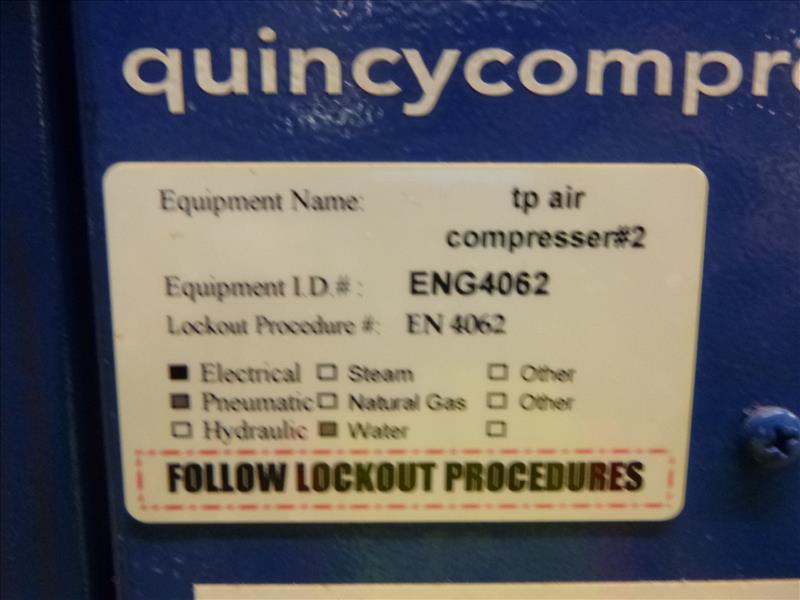 quincycompr
Equipment Name: tp air
compresser#2
Equipment I.D.# : ENG4062
Lockout Procedure #: EN 4062
■ Electrical □ Steam □ Other
■ Pneumatic □ Natural Gas □ Other
□ Hydraulic ■ Water □
FOLLOW LOCKOUT PROCEDURES